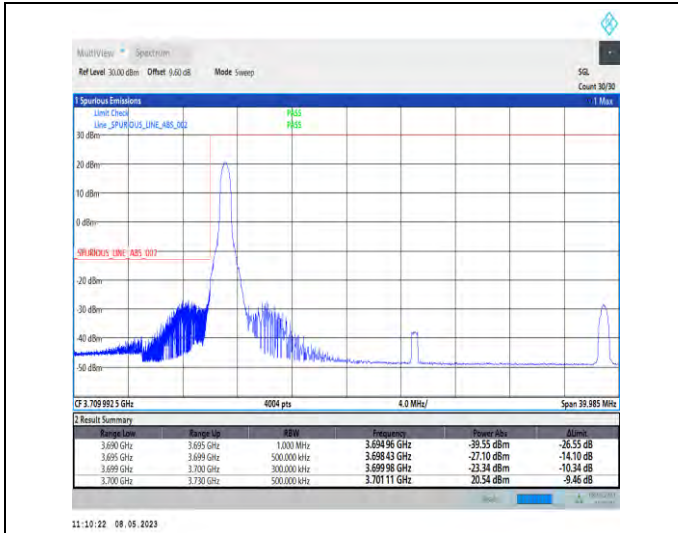 MultiView Spectrum
Ref Level 30.00 dBm Offset 9.60 dB Mode Sweep SGL
Count 30/30
1 Spurious Emissions 1 Max
Limit Check PASS
Line _SPURIOUS_LINE_ABS_002 PASS
30 dBm
20 dBm
10 dBm
0 dBm
_SPURIOUS_LINE_ABS_002
-20 dBm
-30 dBm
-40 dBm
-50 dBm
CF 3.709 992 5 GHz 4004 pts 4.0 MHz/ Span 39.985 MHz
2 Result Summary
Range Low Range Up RBW Frequency Power Abs ΔLimit
3.690 GHz 3.695 GHz 1.000 MHz 3.694 96 GHz -39.55 dBm -26.55 dB
3.695 GHz 3.699 GHz 500.000 kHz 3.698 43 GHz -27.10 dBm -14.10 dB
3.699 GHz 3.700 GHz 300.000 kHz 3.699 98 GHz -23.34 dBm -10.34 dB
3.700 GHz 3.730 GHz 500.000 kHz 3.701 11 GHz 20.54 dBm -9.46 dB
11:10:22 08.05.2023